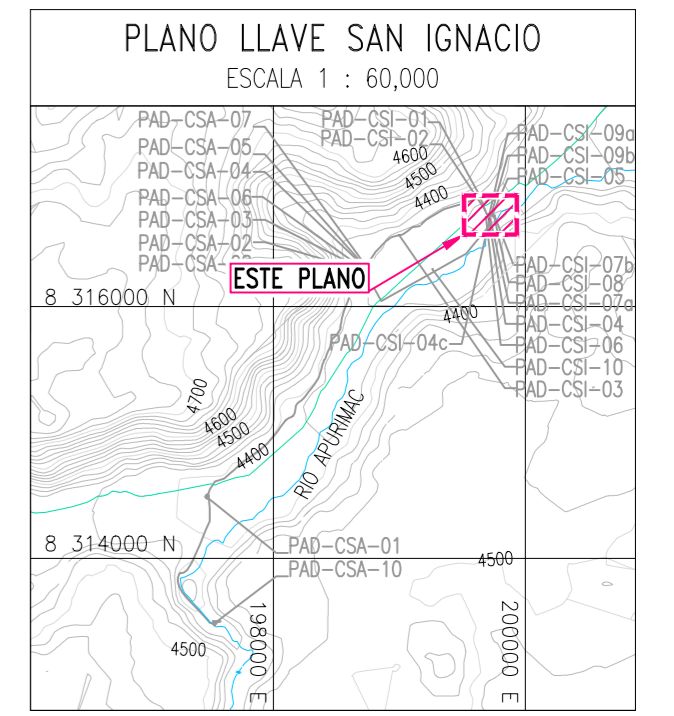 PLANO LLAVE SAN IGNACIO
ESCALA 1 : 60,000
PAD-CSA-07
PAD-CSA-05
PAD-CSA-04
PAD-CSA-06
PAD-CSA-03
PAD-CSA-02
PAD-CSI-01
PAD-CSI-02
4600
4500
4400
PAD-CSI-09a
PAD-CSI-09b
PAD-CSI-05
ESTE PLANO
8 316000 N
PAD-CSI-07b
PAD-CSI-08
PAD-CSI-07a
PAD-CSI-04
PAD-CSI-06
PAD-CSI-10
PAD-CSI-03
4400
PAD-CSI-04c
4700
4600
4500
4400
RIO APURIMAC
8 314000 N
PAD-CSA-01
PAD-CSA-10
4500
4500
198000 E
200000 E